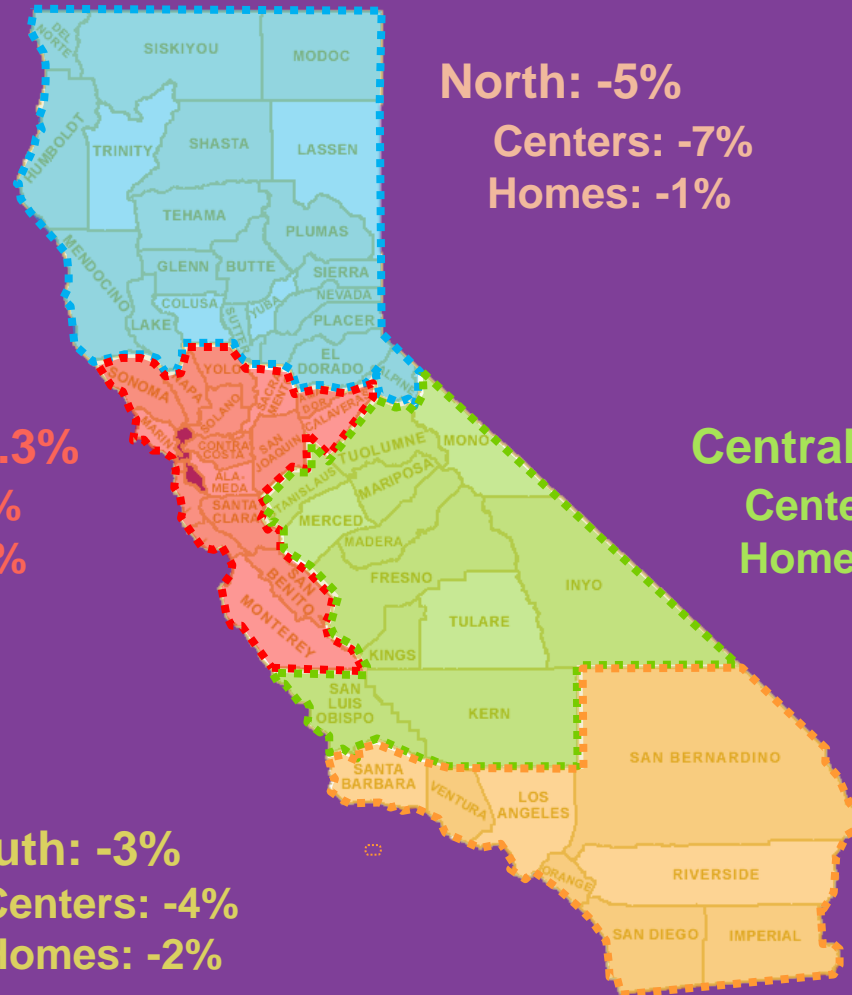 DEL
NORTE
SISKIYOU
MODOC
HUMBOLDT
TRINITY
SHASTA
LASSEN
TEHAMA
PLUMAS
MENDOCINO
GLENN
BUTTE
SIERRA
COLUSA
YUBA
NEVADA
LAKE
SUTTER
PLACER
EL
DORADO
ALPINE
North: -5%
Centers: -7%
Homes: -1%
SONOMA
NAPA
YOLO
SOLANO
SACRA
MENT
CALAVERAS
MARIN
CONTRA
COSTA
SAN
JOAQUIN
ALA-
MEDA
SANTA
CLARA
SAN
BENITO
MONTEREY
.3%
%
%
TUOLUMNE
MONO
STANISLAUS
MARIPOSA
MERCED
MADERA
FRESNO
INYO
TULARE
KINGS
SAN
LUIS
OBISPO
KERN
Central
Cente
Home
SAN BERNARDINO
SANTA
BARBARA
VENTURA
LOS
ANGELES
ORANGE
RIVERSIDE
SAN DIEGO
IMPERIAL
uth: -3%
Centers: -4%
Homes: -2%